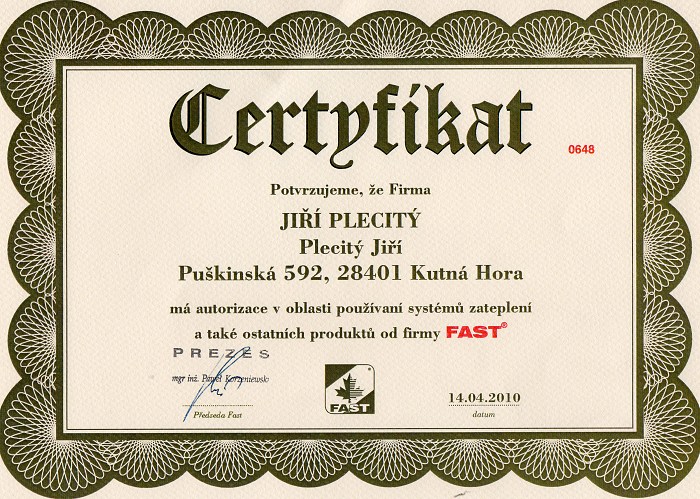 Certyfikat
0648
Potvrzujeme, že Firma
JIŘÍ PLECITÝ
Plecitý Jiří
Puškinská 592, 28401 Kutná Hora
má autorizace v oblasti používaní systémů zateplení
a také ostatních produktů od firmy FAST®
PREZES
mgr inż. Paweł Korzeniewsk
Předseda Fast
FAST
14.04.2010
datum